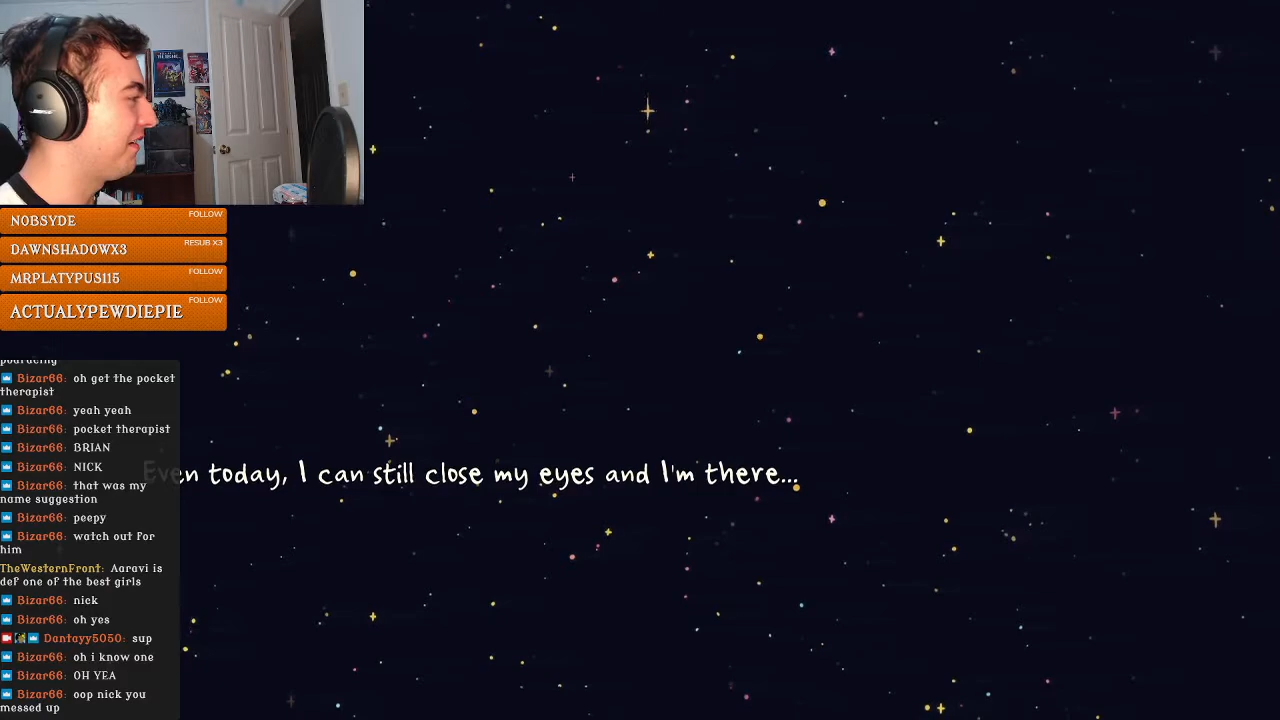 NOBSYDE FOLLOW
DAWNSHADOWX3 RESUB X3
MRPLATYPUS115 FOLLOW
ACTUALYPEWDIEPIE FOLLOW
podracing
Bizar66: oh get the pocket
therapist
Bizar66: yeah yeah
Bizar66: pocket therapist
Bizar66: BRIAN
Bizar66: NICK
Bizar66: that was my
name suggestion
Bizar66: peepy
Bizar66: watch out for
him
TheWesternFront: Aaravi is
def one of the best girls
Bizar66: nick
Bizar66: oh yes
Dantayy5050: sup
Bizar66: oh i know one
Bizar66: OH YEA
Bizar66: oop nick you
messed up
Even today, I can still close my eyes and I'm there...